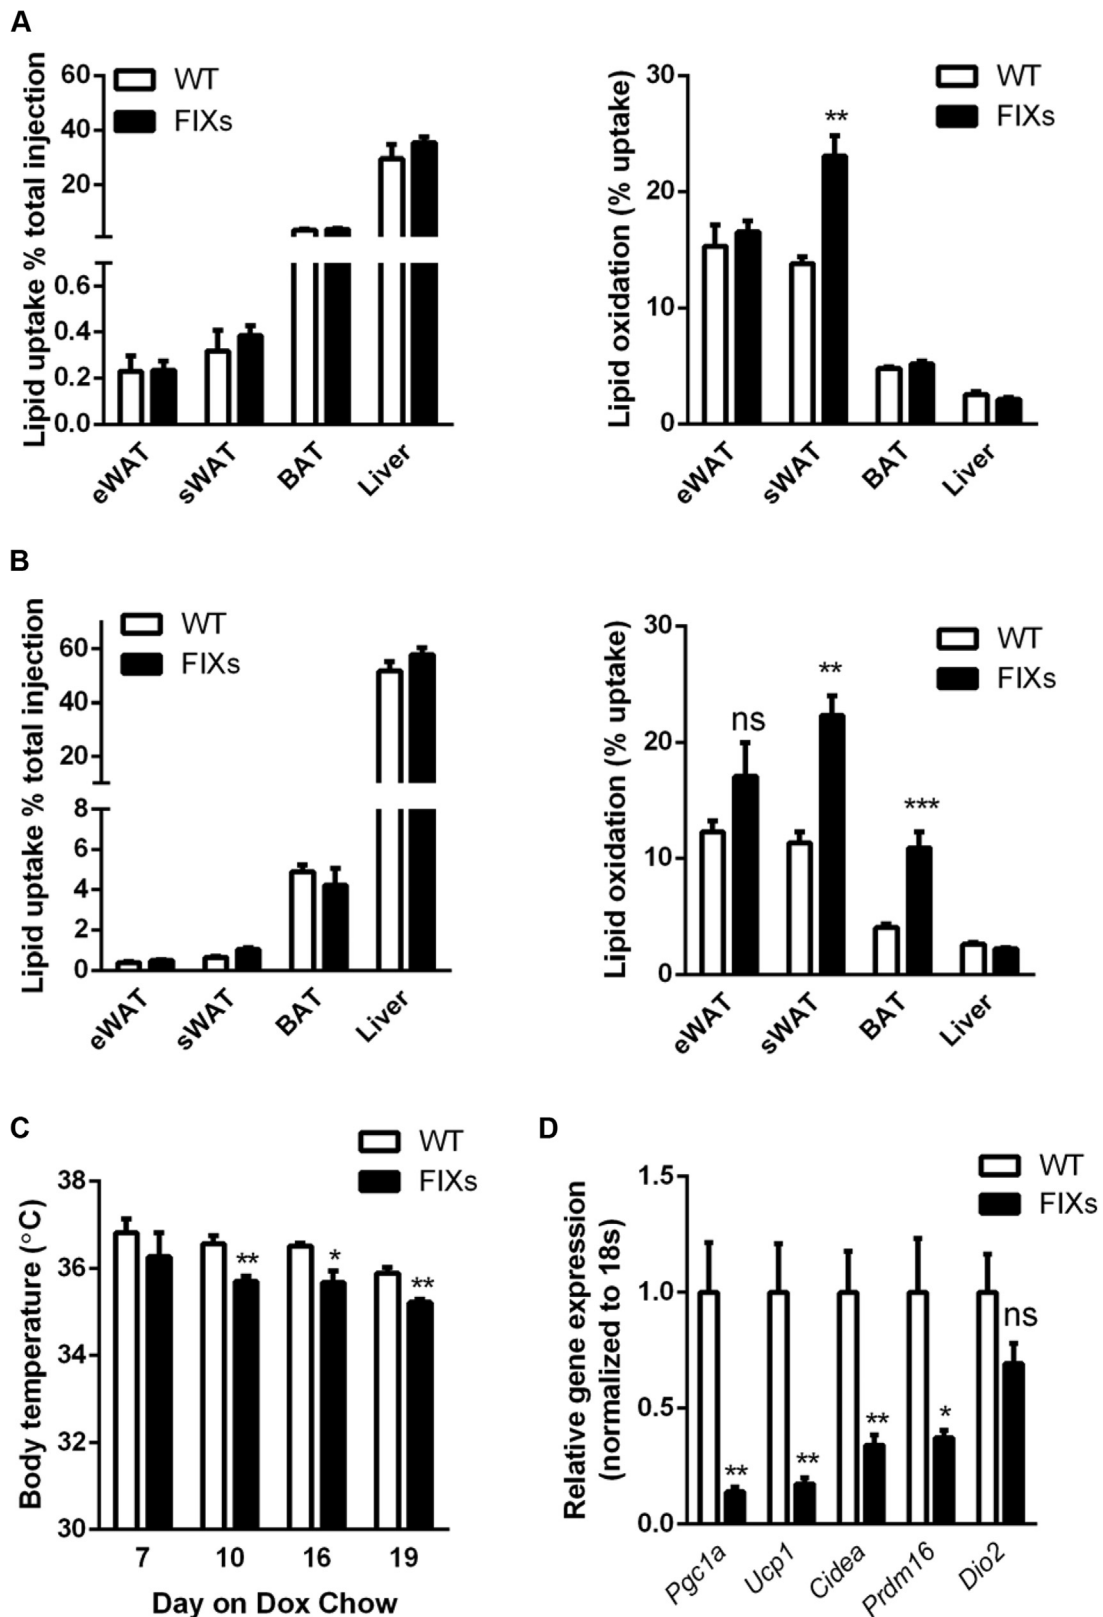 A
Lipid uptake % total injection
60
40
20
0.6
0.4
0.2
0.0
WT
FIXs
eWAT
sWAT
BAT
Liver
Lipid oxidation (% uptake)
30
20
10
0
WT
FIXs
**
eWAT
sWAT
BAT
Liver
B
Lipid uptake % total injection
60
40
20
8
6
4
2
0
WT
FIXs
eWAT
sWAT
BAT
Liver
Lipid oxidation (% uptake)
30
20
10
0
WT
FIXs
ns
**
***
eWAT
sWAT
BAT
Liver
C
Body temperature (°C)
38
36
34
32
30
WT
FIXs
**
*
**
7 10 16 19
Day on Dox Chow
D
Relative gene expression
(normalized to 18s)
1.5
1.0
0.5
0.0
WT
FIXs
**
**
**
*
ns
Pgc1a
Ucp1
Cidea
Prdm16
Dio2